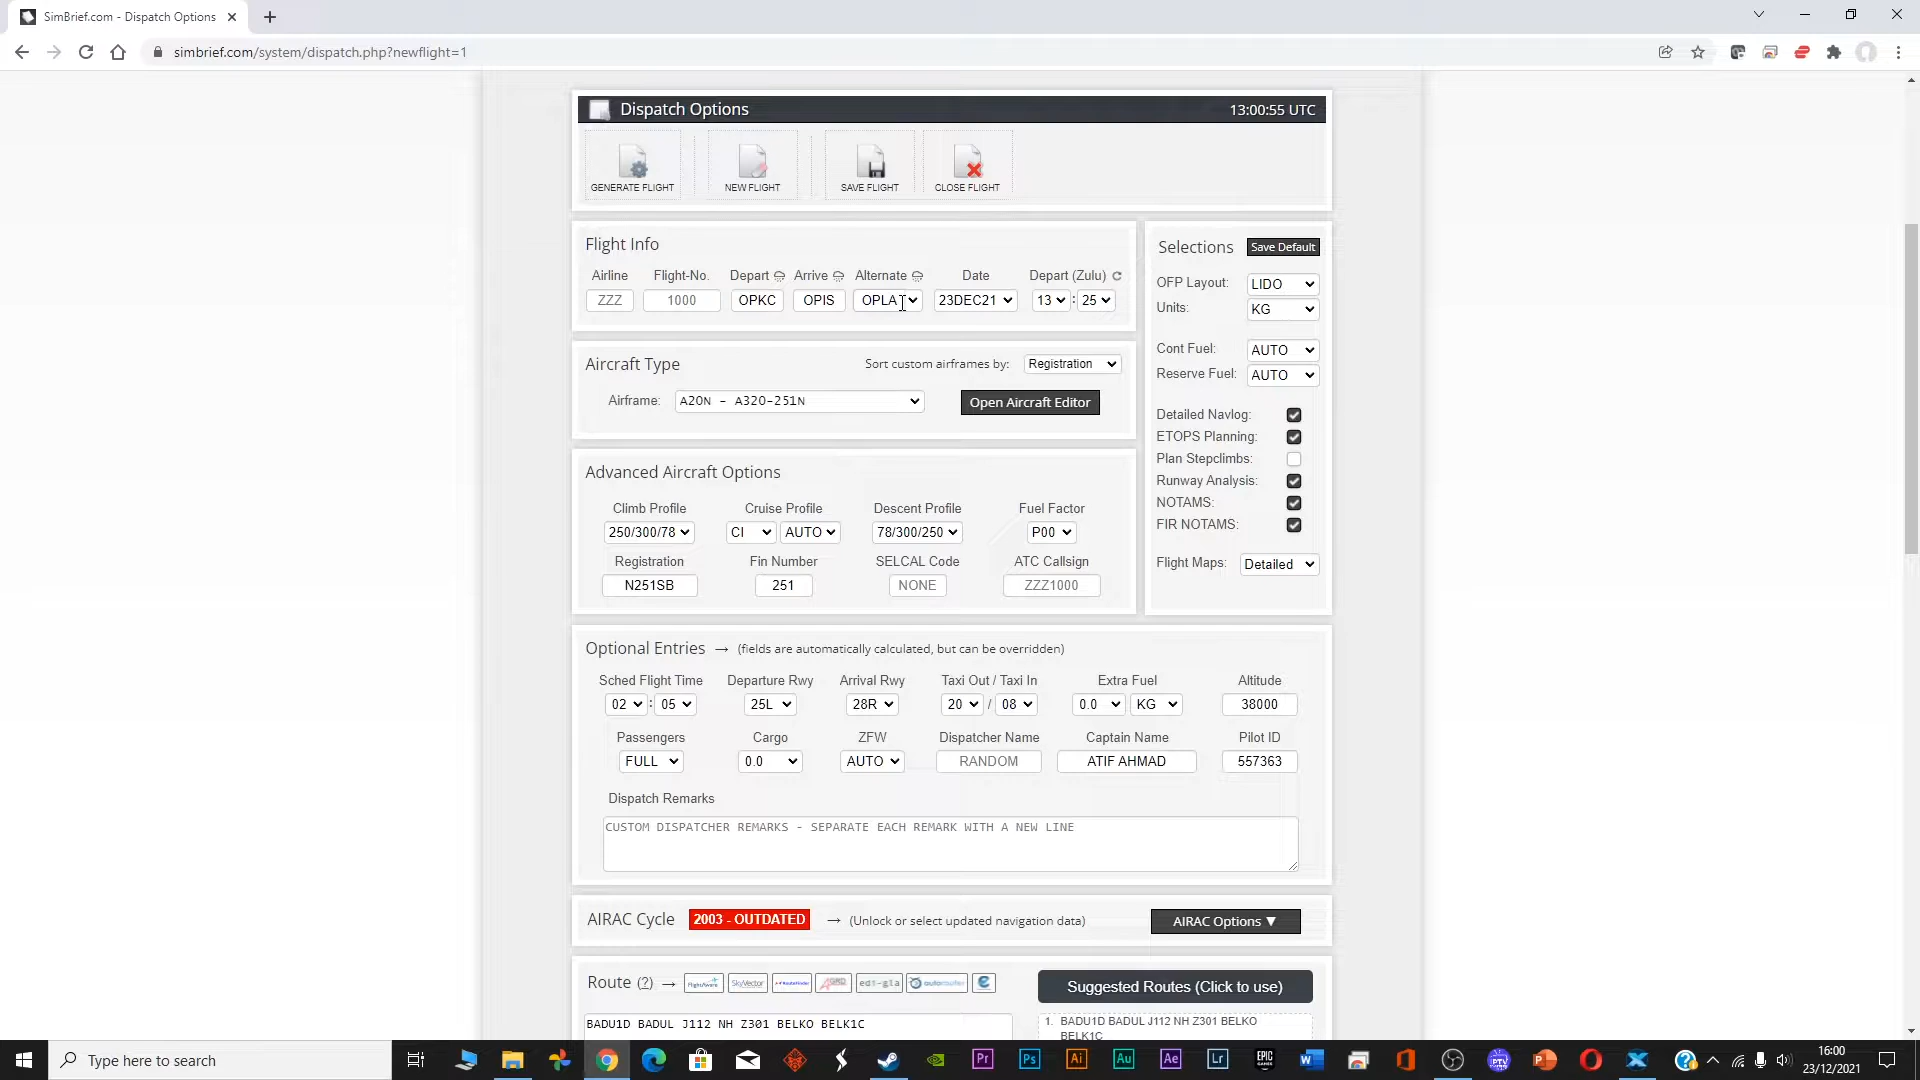 SimBrief.com - Dispatch Options
simbrief.com/system/dispatch.php?newflight=1
Dispatch Options
13:00:55 UTC
GENERATE FLIGHT
NEW FLIGHT
SAVE FLIGHT
CLOSE FLIGHT
Flight Info
Airline Flight-No. Depart Arrive Alternate Date Depart (Zulu)
ZZZ 1000 OPKC OPIS OPLA 23DEC21 13 : 25
Selections Save Default
OFP Layout: LIDO
Units: KG
Cont Fuel: AUTO
Reserve Fuel: AUTO
Detailed Navlog:
ETOPS Planning:
Plan Stepclimbs:
Runway Analysis:
NOTAMS:
FIR NOTAMS:
Flight Maps: Detailed
Aircraft Type
Sort custom airframes by: Registration
Airframe: A20N - A320-251N
Open Aircraft Editor
Advanced Aircraft Options
Climb Profile Cruise Profile Descent Profile Fuel Factor
250/300/78 CI AUTO 78/300/250 P00
Registration Fin Number SELCAL Code ATC Callsign
N251SB 251 NONE ZZZ1000
Optional Entries → (fields are automatically calculated, but can be overridden)
Sched Flight Time Departure Rwy Arrival Rwy Taxi Out / Taxi In Extra Fuel Altitude
02 : 05 25L 28R 20 / 08 0.0 KG 38000
Passengers Cargo ZFW Dispatcher Name Captain Name Pilot ID
FULL 0.0 AUTO RANDOM ATIF AHMAD 557363
Dispatch Remarks
CUSTOM DISPATCHER REMARKS - SEPARATE EACH REMARK WITH A NEW LINE
AIRAC Cycle 2003 - OUTDATED → (Unlock or select updated navigation data)
AIRAC Options ▼
Route (?) → FlightAware SkyVector RouteFinder edi-gla autorouter
Suggested Routes (Click to use)
BADU1D BADUL J112 NH Z301 BELKO BELK1C
1. BADU1D BADUL J112 NH Z301 BELKO
BELK1C
Type here to search
Pr Ps Ai Au Ae Lr
EPIC GAMES
PTV
16:00
23/12/2021